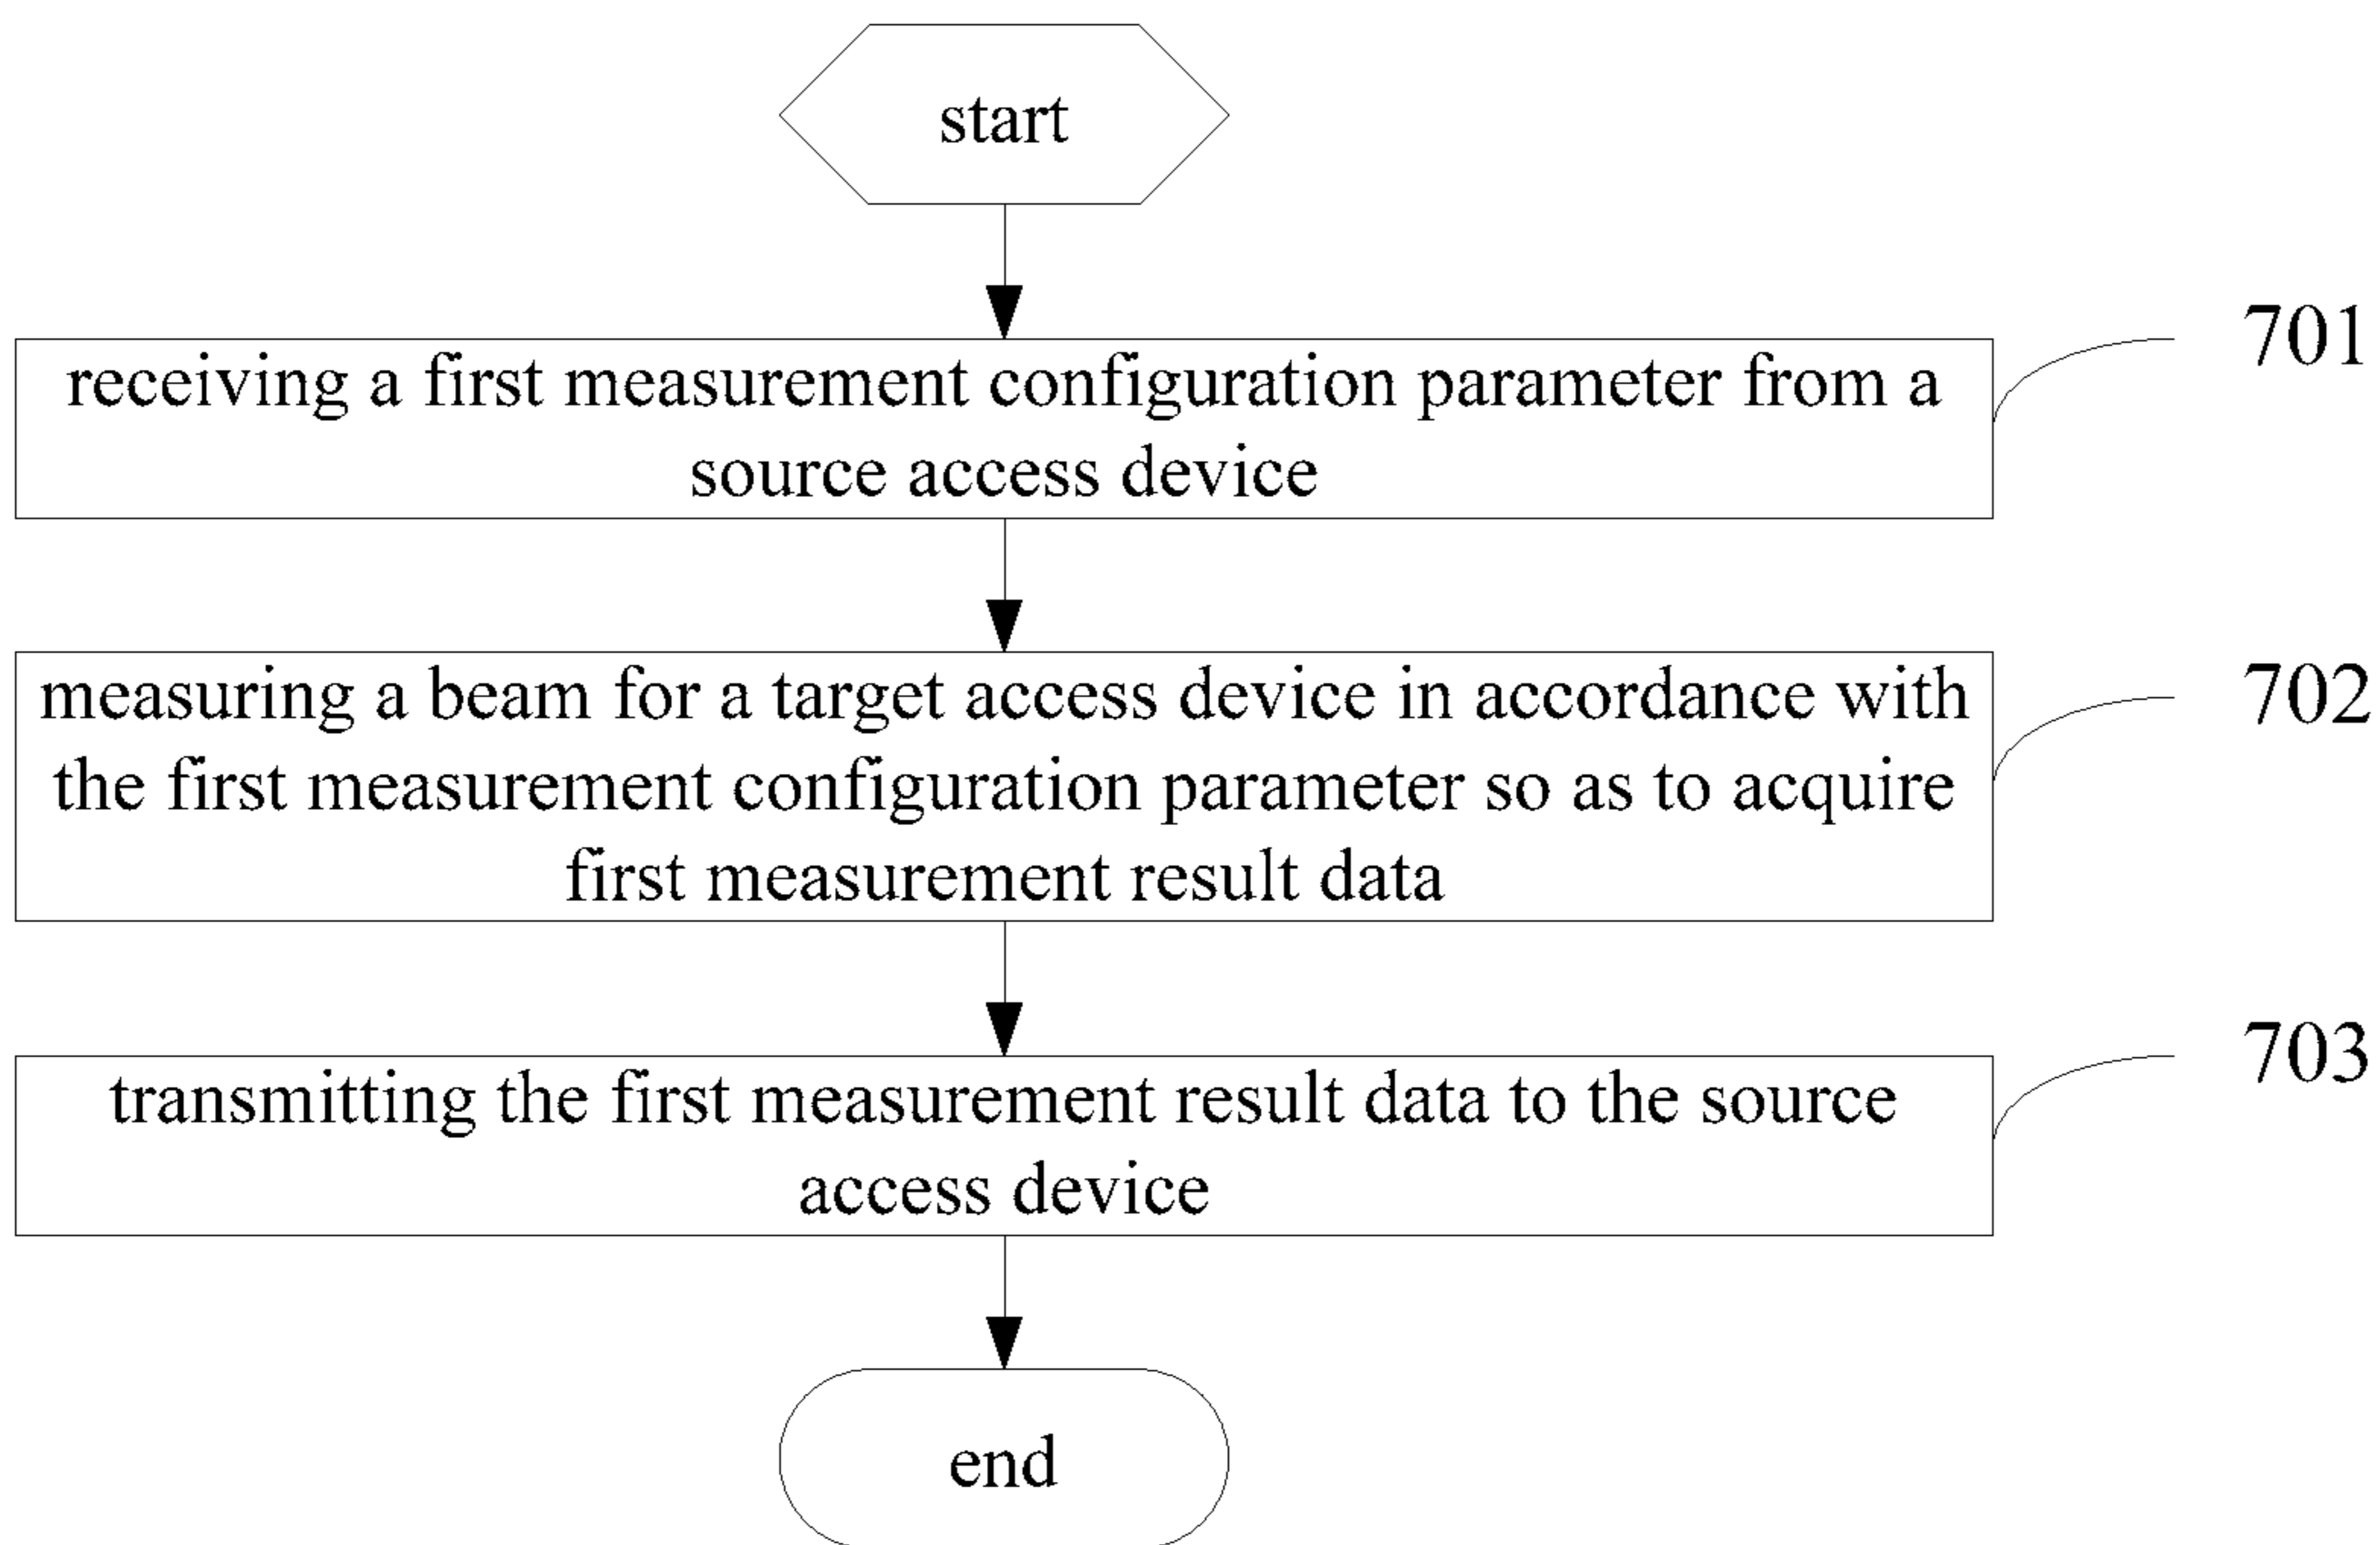 start
701
receiving a first measurement configuration parameter from a
source access device
702
measuring a beam for a target access device in accordance with
the first measurement configuration parameter so as to acquire
first measurement result data
703
transmitting the first measurement result data to the source
access device
end